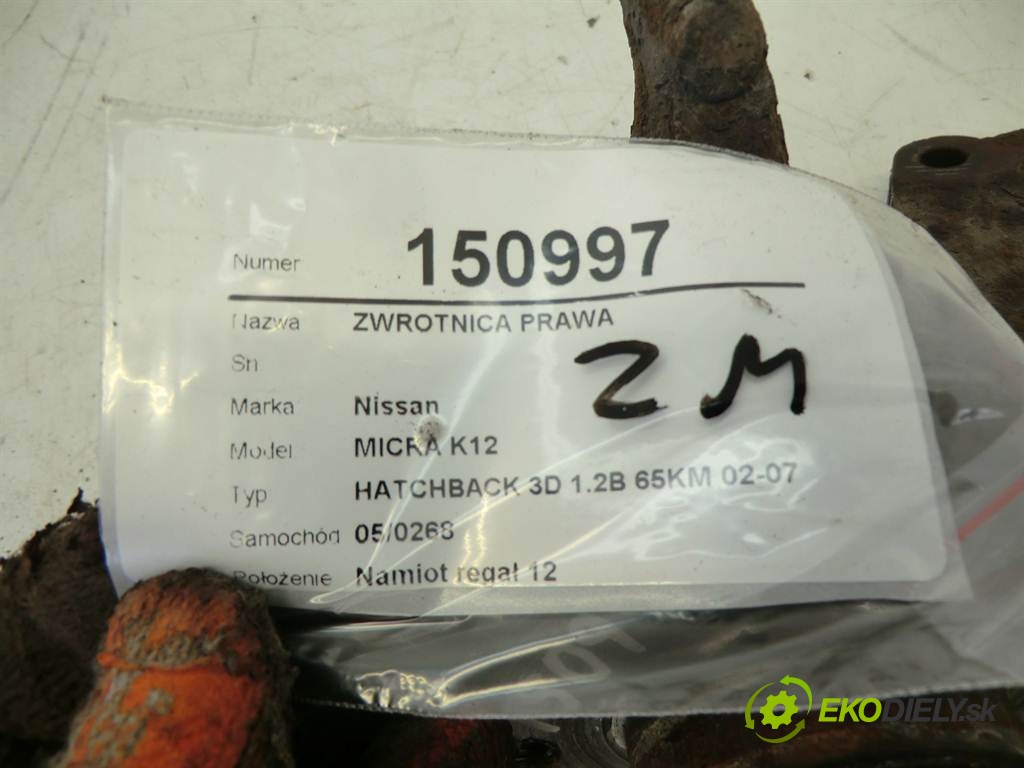 Numer 150997
Nazwa ZWROTNICA PRAWA
Sn
ZM
Marka Nissan
Model MICRA K12
Typ HATCHBACK 3D 1.2B 65KM 02-07
Samochód 05/0268
Położenie Namiot regał 12
EKODIELY.sk